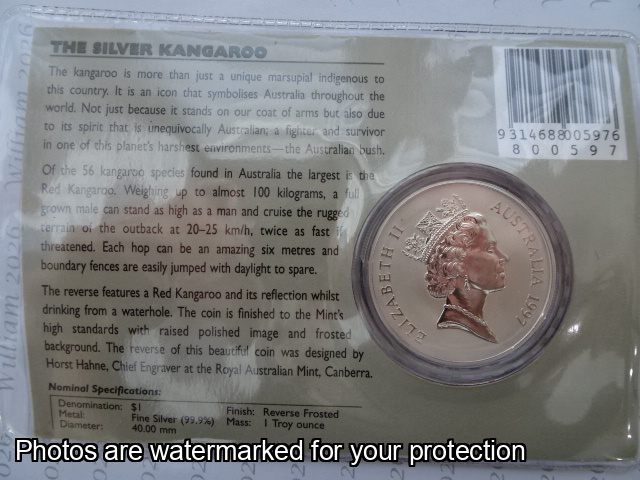 THE SILVER KANGAROO
The kangaroo is more than just a unique marsupial indigenous to
this country. It is an icon that symbolises Australia throughout the
world. Not just because it stands on our coat of arms but also due
to its spirit that is unequivocally Australian; a fighter and survivor
in one of this planet's harshest environments—the Australian bush.
Of the 56 kangaroo species found in Australia the largest is the
Red Kangaroo. Weighing up to almost 100 kilograms, a full
grown male can stand as high as a man and cruise the rugged
terrain of the outback at 20-25 km/h, twice as fast if
threatened. Each hop can be an amazing six metres and
boundary fences are easily jumped with daylight to spare.
The reverse features a Red Kangaroo and its reflection whilst
drinking from a waterhole. The coin is finished to the Mint's
high standards with raised polished image and frosted
background. The reverse of this beautiful coin was designed by
Horst Hahne, Chief Engraver at the Royal Australian Mint, Canberra.
Nominal Specifications:
Denomination: $1
Metal: Fine Silver (99.9%) Finish: Reverse Frosted
Diameter: 40.00 mm Mass: 1 Troy ounce
9 314688 005976
800597
ELIZABETH II AUSTRALIA 1997
William 2026 William 2026
Photos are watermarked for your protection